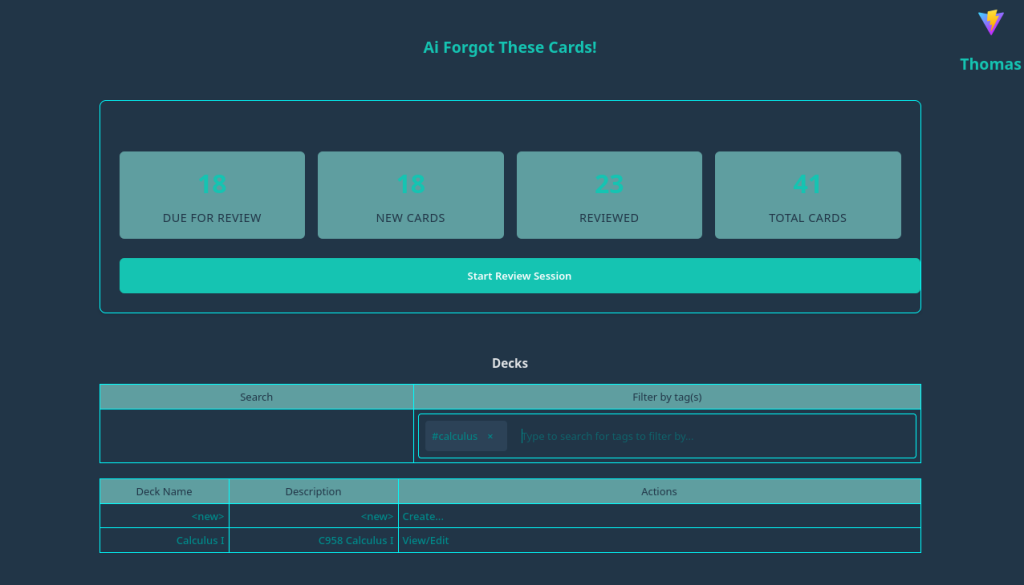 Ai Forgot These Cards!
Thomas
18
DUE FOR REVIEW
18
NEW CARDS
23
REVIEWED
41
TOTAL CARDS
Start Review Session
Decks
Search
Filter by tag(s)
#calculus ×
Type to search for tags to filter by...
Deck Name Description Actions
<new> <new> Create...
Calculus I C958 Calculus I View/Edit